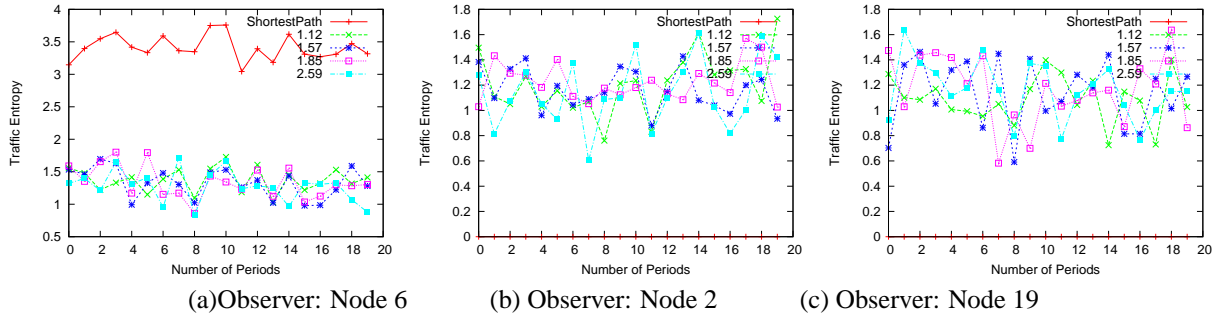 Traffic Entropy
4
3.5
3
2.5
2
1.5
1
0.5
0 2 4 6 8 10 12 14 16 18 20
Number of Periods
ShortestPath
1.12
1.57
1.85
2.59
(a)Observer: Node 6
Traffic Entropy
1.8
1.6
1.4
1.2
1
0.8
0.6
0.4
0.2
0
0 2 4 6 8 10 12 14 16 18 20
Number of Periods
ShortestPath
1.12
1.57
1.85
2.59
(b) Observer: Node 2
Traffic Entropy
1.8
1.6
1.4
1.2
1
0.8
0.6
0.4
0.2
0
0 2 4 6 8 10 12 14 16 18 20
Number of Periods
ShortestPath
1.12
1.57
1.85
2.59
(c) Observer: Node 19